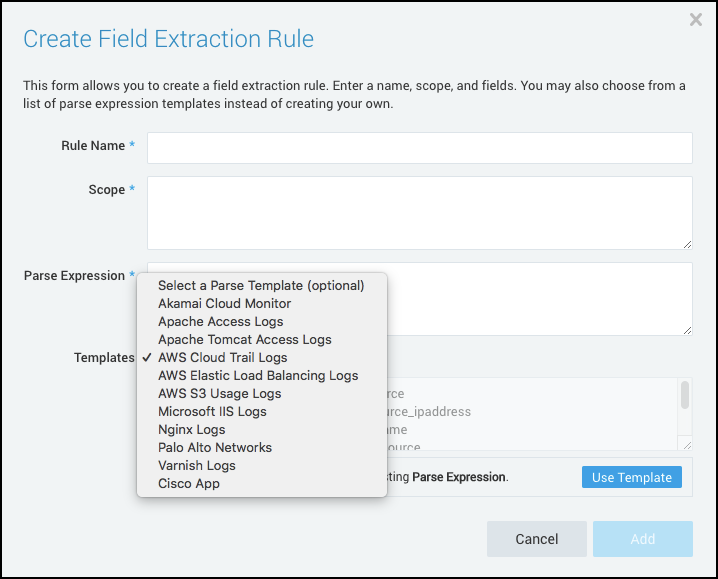 Create Field Extraction Rule
This form allows you to create a field extraction rule. Enter a name, scope, and fields. You may also choose from a
list of parse expression templates instead of creating your own.
Rule Name *
Scope *
Parse Expression *
Select a Parse Template (optional)
Akamai Cloud Monitor
Apache Access Logs
Apache Tomcat Access Logs
Templates ✓ AWS Cloud Trail Logs
AWS Elastic Load Balancing Logs
AWS S3 Usage Logs
Microsoft IIS Logs
Nginx Logs
Palo Alto Networks
Varnish Logs
Cisco App
rce
urce_ipaddress
ame
source
sting Parse Expression.
Use Template
Cancel
Add